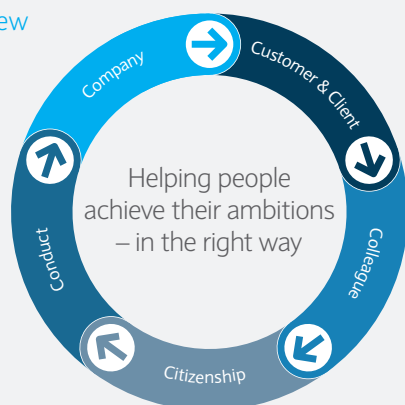 ew
Company
Customer & Client
Colleague
Citizenship
Conduct
Helping people
achieve their ambitions
– in the right way